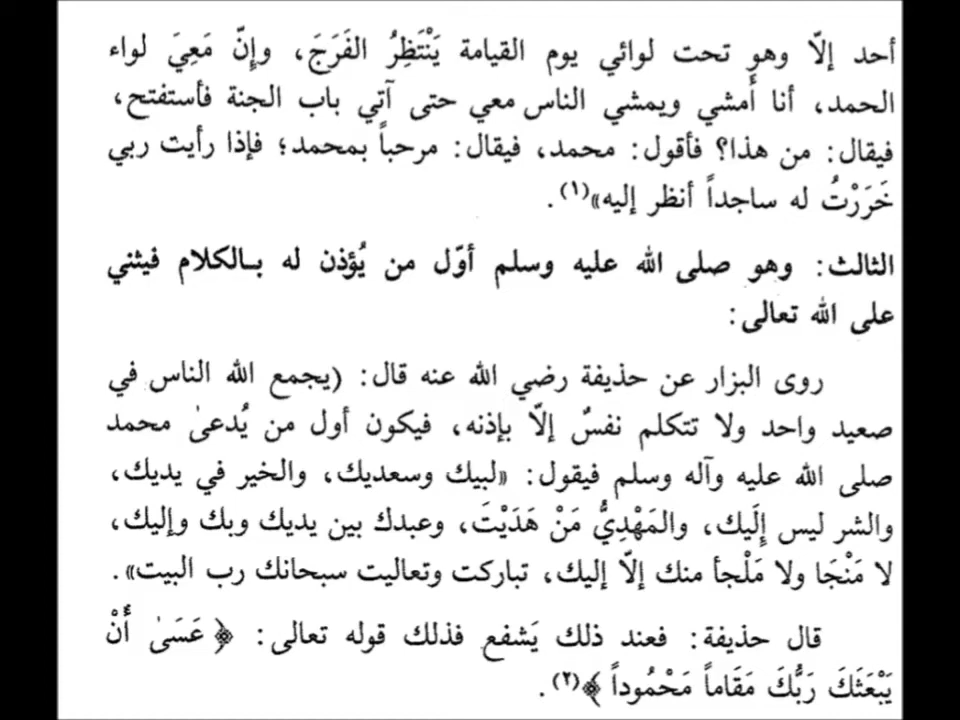 أحد إلّا وهو تحت لوائي يوم القيامة يَنْتَظِرُ الفَرَجَ، وإنّ مَعِيَ لواء
الحمد، أنا أمشي ويمشي الناس معي حتى آتي باب الجنة فأستفتح،
فيقال: من هذا؟ فأقول: محمد، فيقال: مرحباً بمحمد؛ فإذا رأيت ربي
خَرَرْتُ له ساجداً أنظر إليه»(١).
الثالث: وهو صلى الله عليه وسلم أوّل من يُؤذن له بـالكلام فيثني
على الله تعالى:
روى البزار عن حذيفة رضي الله عنه قال: (يجمع الله الناس في
صعيد واحد ولا تتكلم نفسٌ إلّا بإذنه، فيكون أول من يُدعىٰ محمد
صلى الله عليه وآله وسلم فيقول: «لبيك وسعديك، والخير في يديك،
والشر ليس إِلَيك، والمَهْدِيُّ مَنْ هَدَيْتَ، وعبدك بين يديك وبك وإليك،
لا مَنْجَا ولا مَلْجأ منك إلّا إليك، تباركت وتعاليت سبحانك رب البيت».
قال حذيفة: فعند ذلك يَشفع فذلك قوله تعالى: ﴿ عَسَىٰ أَنْ
يَبْعَثَكَ رَبُّكَ مَقَاماً مَحْمُوداً ﴾(٢).